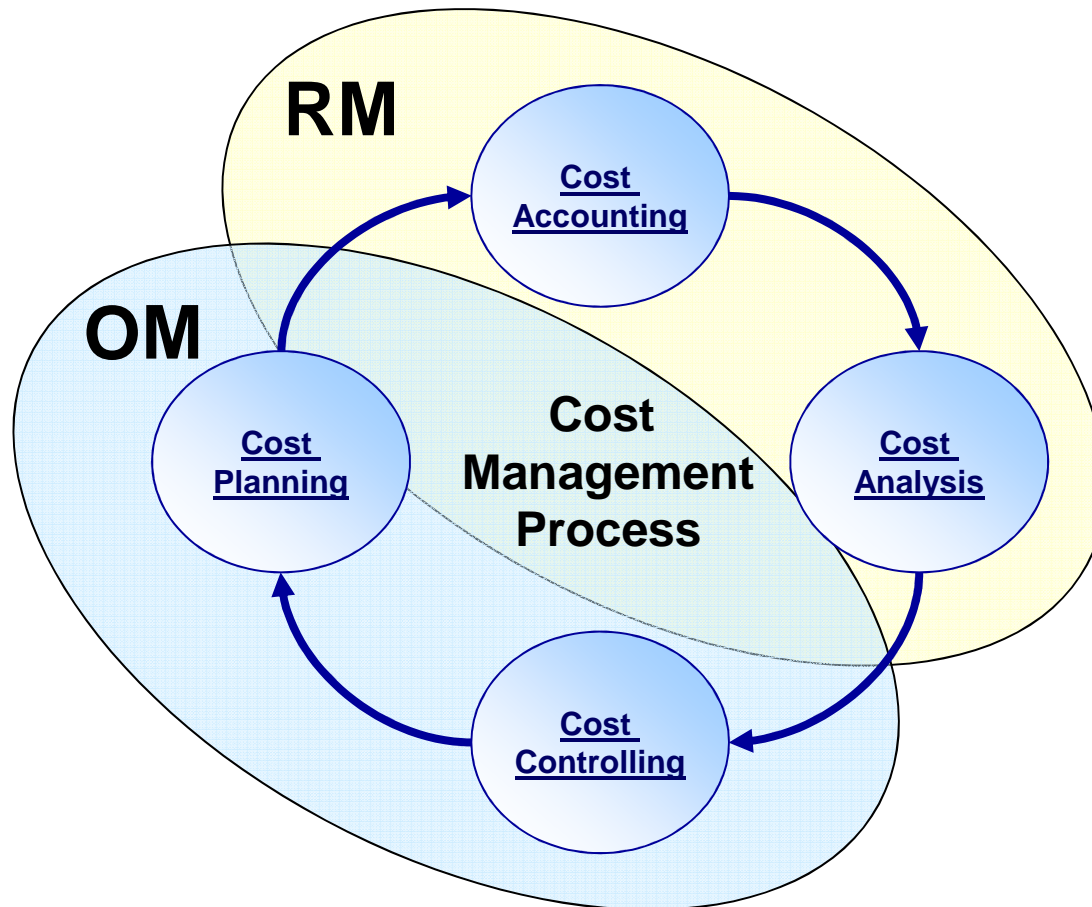 RM
Cost
Accounting
OM
Cost
Planning
Cost
Management
Process
Cost
Analysis
Cost
Controlling